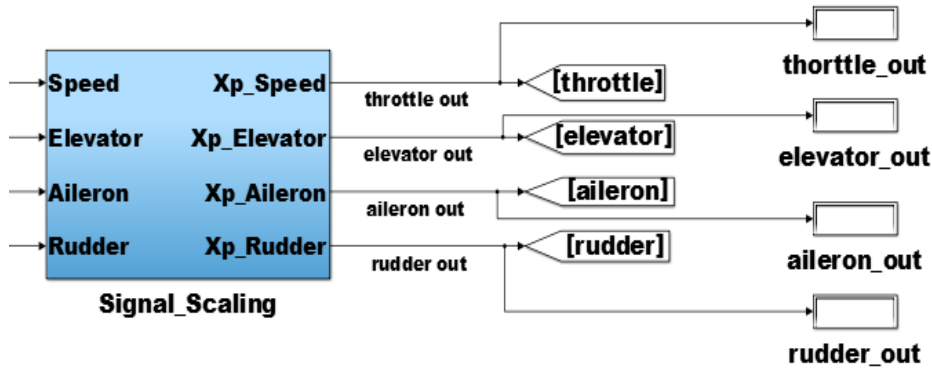 Speed
Xp_Speed
throttle out
[throttle]
thorttle_out
Elevator
Xp_Elevator
elevator out
[elevator]
elevator_out
Aileron
Xp_Aileron
aileron out
[aileron]
aileron_out
Rudder
Xp_Rudder
rudder out
[rudder]
rudder_out
Signal_Scaling